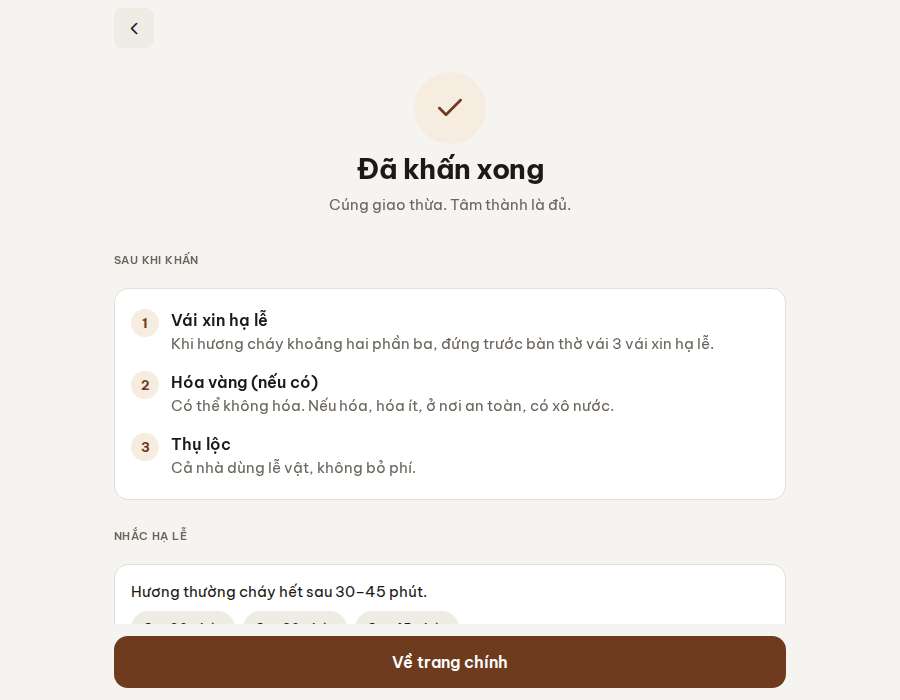 Đã khấn xong
Cúng giao thừa. Tâm thành là đủ.
SAU KHI KHẤN
1 Vái xin hạ lễ
Khi hương cháy khoảng hai phần ba, đứng trước bàn thờ vái 3 vái xin hạ lễ.
2 Hóa vàng (nếu có)
Có thể không hóa. Nếu hóa, hóa ít, ở nơi an toàn, có xô nước.
3 Thụ lộc
Cả nhà dùng lễ vật, không bỏ phí.
NHẮC HẠ LỄ
Hương thường cháy hết sau 30–45 phút.
Về trang chính